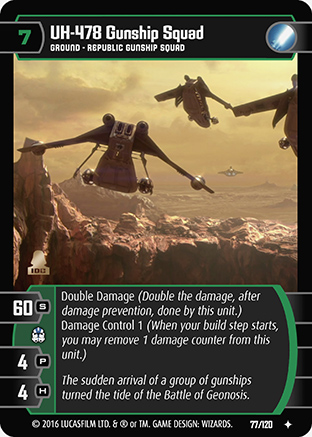 7
UH-478 Gunship Squad
GROUND - REPUBLIC GUNSHIP SQUAD
60 S
Double Damage (Double the damage, after
damage prevention, done by this unit.)
Damage Control 1 (When your build step starts,
you may remove 1 damage counter from this
unit.)
4 P
4 H
The sudden arrival of a group of gunships
turned the tide of the Battle of Geonosis.
© 2016 LUCASFILM LTD. & ® or TM. GAME DESIGN: WIZARDS.
77/120